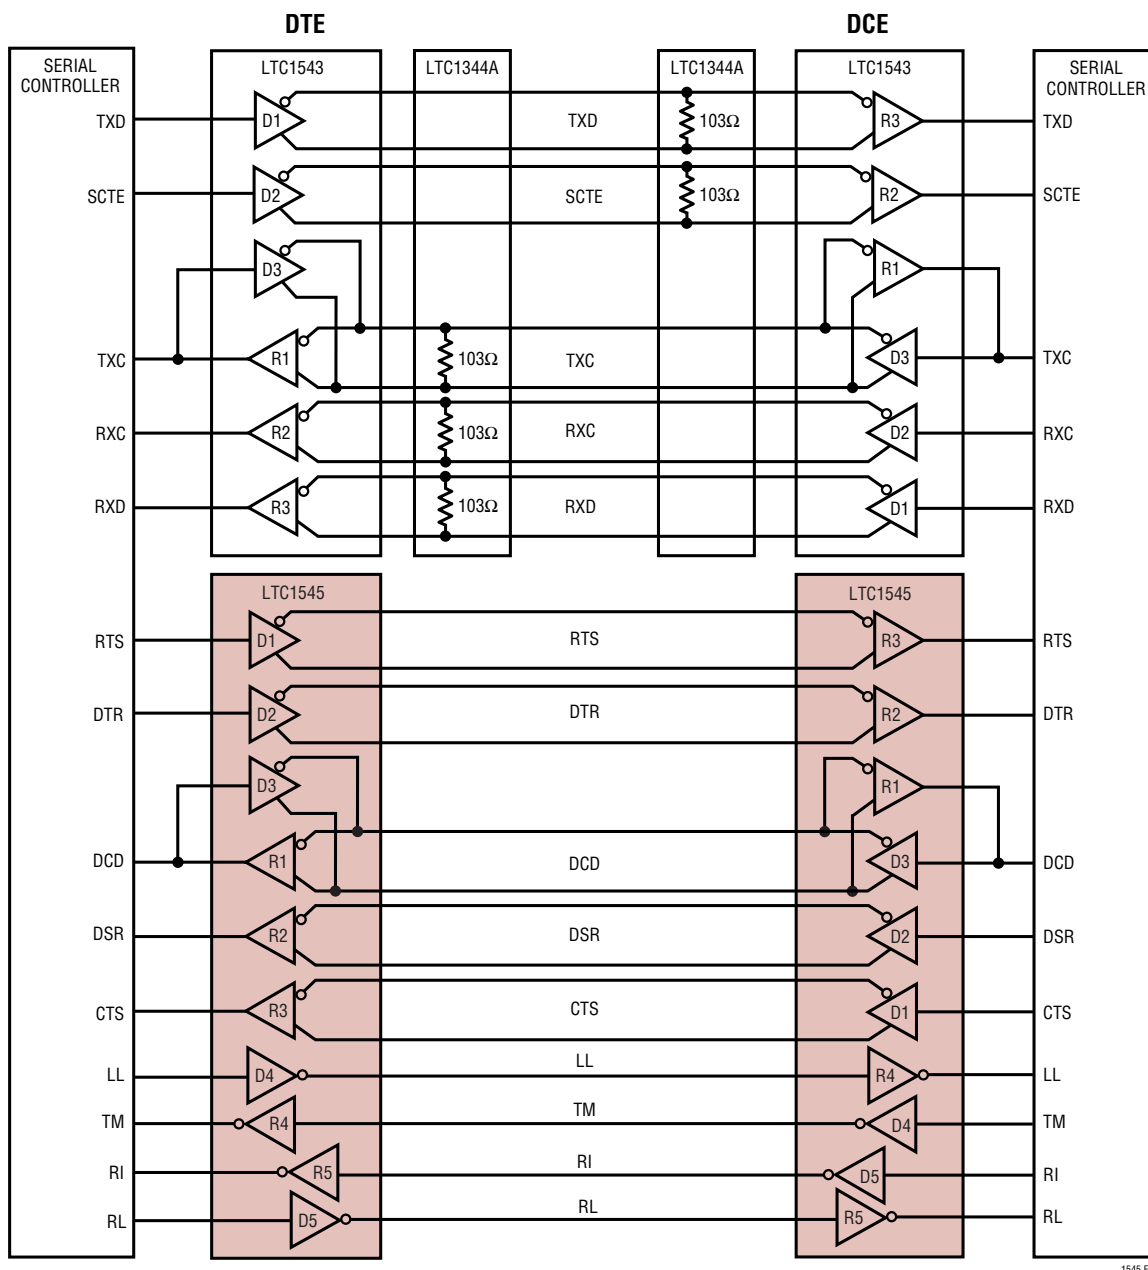 DTE DCE
SERIAL CONTROLLER LTC1543 LTC1344A LTC1344A LTC1543 SERIAL CONTROLLER
TXD D1 TXD 103Ω R3 TXD
SCTE D2 SCTE 103Ω R2 SCTE
D3 R1
TXC R1 103Ω TXC D3 TXC
RXC R2 103Ω RXC D2 RXC
RXD R3 103Ω RXD D1 RXD
LTC1545 LTC1545
RTS D1 RTS R3 RTS
DTR D2 DTR R2 DTR
D3 R1
DCD R1 DCD D3 DCD
DSR R2 DSR D2 DSR
CTS R3 CTS D1 CTS
LL D4 LL R4 LL
TM R4 TM D4 TM
RI R5 RI D5 RI
RL D5 RL R5 RL